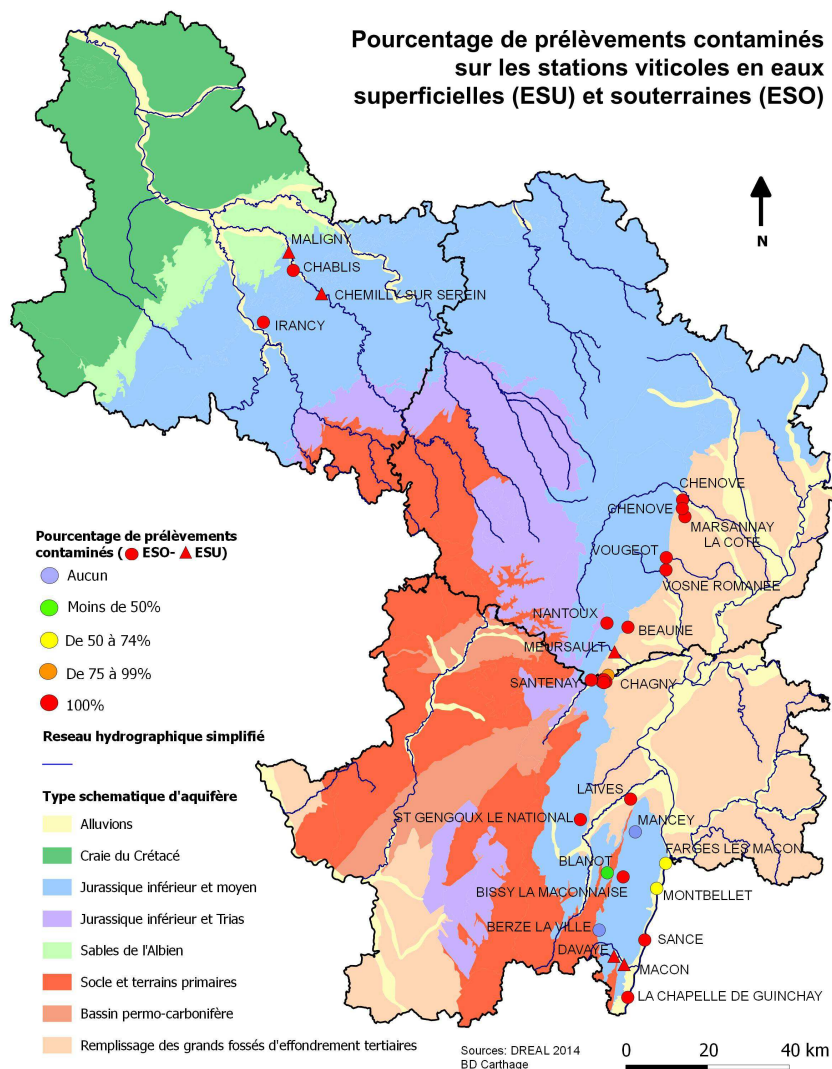 Pourcentage de prélèvements contaminés
sur les stations viticoles en eaux
superficielles (ESU) et souterraines (ESO)
N
MALIGNY
CHABLIS
CHEMILLY SUR SEREIN
IRANCY
CHENOVE
CHENOVE
MARSANNAY
LA COTE
VOUGEOT
VOSNE ROMANEE
NANTOUX
BEAUNE
MEURSAULT
SANTENAY
CHAGNY
Pourcentage de prélèvements
contaminés ( ESO- ESU)
Aucun
Moins de 50%
De 50 à 74%
De 75 à 99%
100%
Reseau hydrographique simplifié
Type schematique d'aquifère
Alluvions
Craie du Crétacé
Jurassique inférieur et moyen
Jurassique inférieur et Trias
Sables de l'Albien
Socle et terrains primaires
Bassin permo-carbonifère
Remplissage des grands fossés d'effondrement tertiaires
LAIVES
ST GENGOUX LE NATIONAL
MANCEY
FARGES LES MACON
BLANOT
BISSY LA MACONNAISE
MONTBELLET
BERZE LA VILLE
SANCE
DAVAYE
MACON
LA CHAPELLE DE GUINCHAY
Sources: DREAL 2014
BD Carthage
0 20 40 km